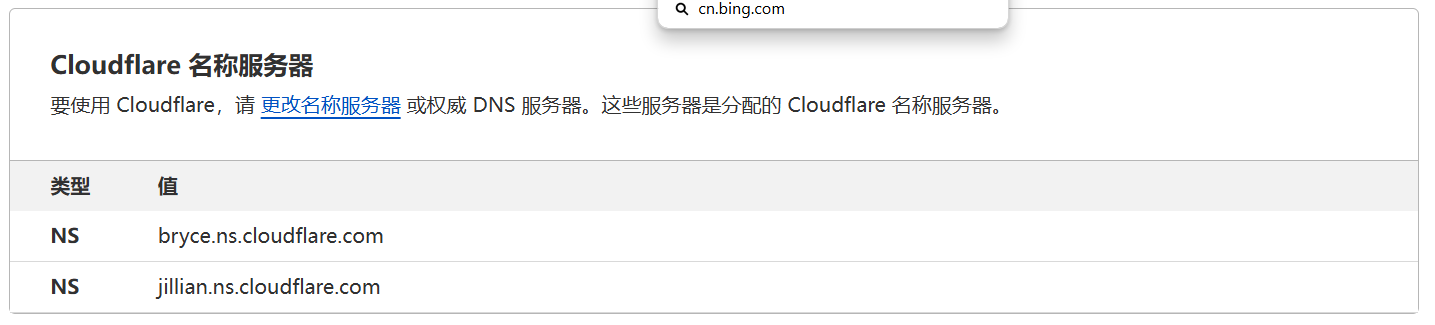 cn.bing.com
Cloudflare 名称服务器
要使用 Cloudflare，请 更改名称服务器 或权威 DNS 服务器。这些服务器是分配的 Cloudflare 名称服务器。
类型 值
NS bryce.ns.cloudflare.com
NS jillian.ns.cloudflare.com